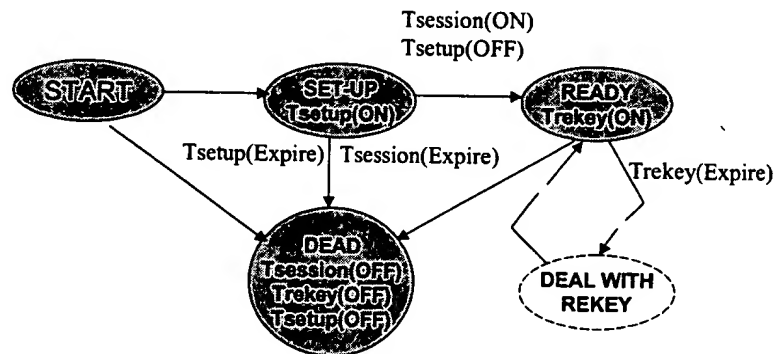 Tsession(ON)
Tsetup(OFF)
START
SET-UP
Tsetup(ON)
READY
Trekey(ON)
Tsetup(Expire)
Tsession(Expire)
Trekey(Expire)
DEAD
Tsession(OFF)
Trekey(OFF)
Tsetup(OFF)
DEAL WITH
REKEY